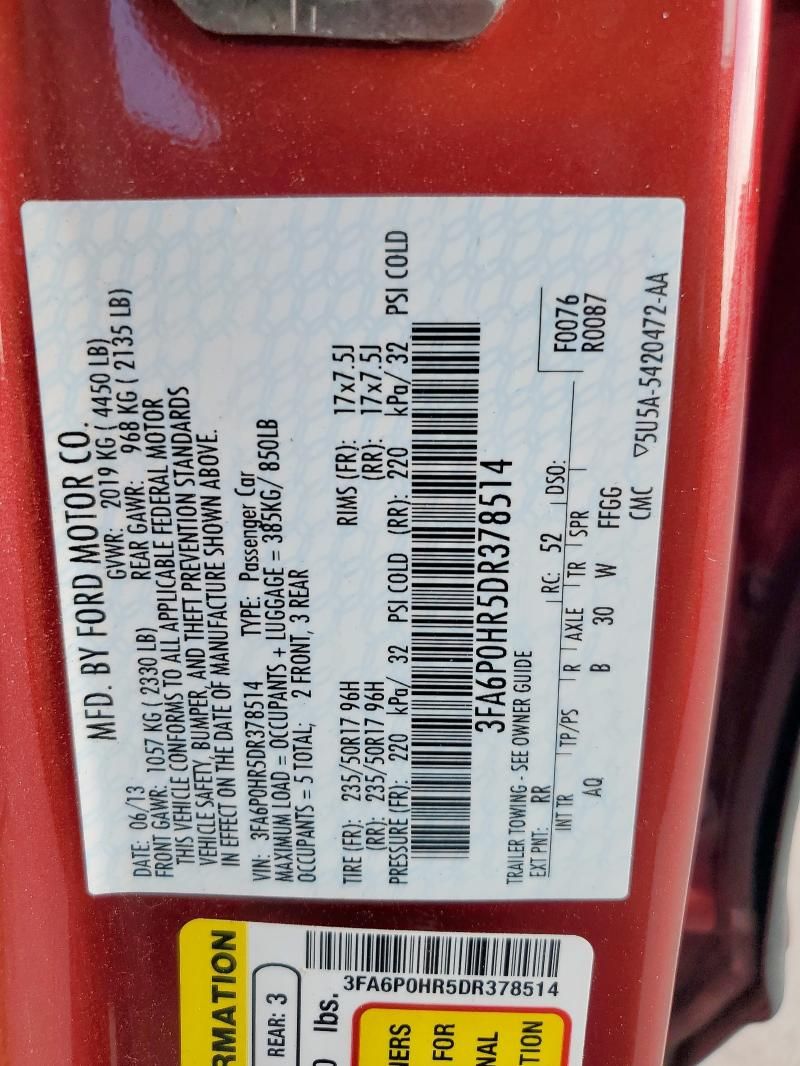 MFD. BY FORD MOTOR CO.
DATE: 06/13 GVWR: 2019 KG ( 4450 LB)
FRONT GAWR: 1057 KG ( 2330 LB) REAR GAWR: 968 KG ( 2135 LB)
THIS VEHICLE CONFORMS TO ALL APPLICABLE FEDERAL MOTOR
VEHICLE SAFETY, BUMPER, AND THEFT PREVENTION STANDARDS
IN EFFECT ON THE DATE OF MANUFACTURE SHOWN ABOVE.
VIN: 3FA6P0HR5DR378514 TYPE: Passenger Car
MAXIMUM LOAD = OCCUPANTS + LUGGAGE = 385KG/ 850LB
OCCUPANTS = 5 TOTAL; 2 FRONT, 3 REAR
TIRE (FR): 235/50R17 96H RIMS (FR): 17x7.5J
(RR): 235/50R17 96H (RR): 17x7.5J
PRESSURE (FR): 220 kPa/ 32 PSI COLD (RR): 220 kPa/ 32 PSI COLD
3FA6P0HR5DR378514
TRAILER TOWING - SEE OWNER GUIDE
EXT PNT: RR RC: 52 DSO:
F0076
R0087
INT TR TP/PS R AXLE TR SPR
AQ B 30 W FFGG
CMC ▽5U5A-5420472-AA
RMATION
REAR: 3
lbs.
3FA6P0HR5DR378514
NERS
FOR
NAL
TION